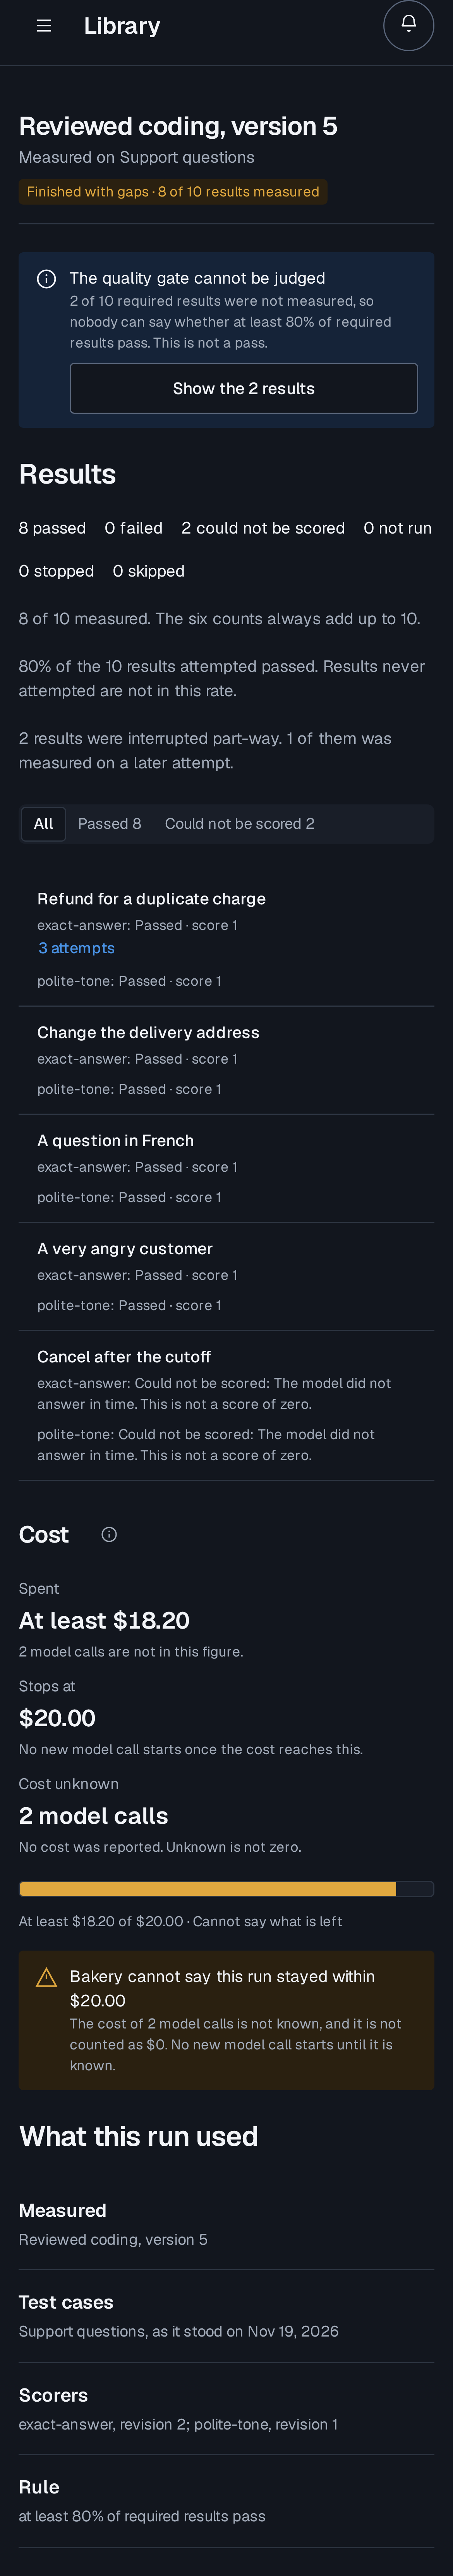 Library
Reviewed coding, version 5
Measured on Support questions
Finished with gaps · 8 of 10 results measured
The quality gate cannot be judged
2 of 10 required results were not measured, so
nobody can say whether at least 80% of required
results pass. This is not a pass.
Show the 2 results
Results
8 passed 0 failed 2 could not be scored 0 not run
0 stopped 0 skipped
8 of 10 measured. The six counts always add up to 10.
80% of the 10 results attempted passed. Results never
attempted are not in this rate.
2 results were interrupted part-way. 1 of them was
measured on a later attempt.
All Passed 8 Could not be scored 2
Refund for a duplicate charge
exact-answer: Passed · score 1
3 attempts
polite-tone: Passed · score 1
Change the delivery address
exact-answer: Passed · score 1
polite-tone: Passed · score 1
A question in French
exact-answer: Passed · score 1
polite-tone: Passed · score 1
A very angry customer
exact-answer: Passed · score 1
polite-tone: Passed · score 1
Cancel after the cutoff
exact-answer: Could not be scored: The model did not
answer in time. This is not a score of zero.
polite-tone: Could not be scored: The model did not
answer in time. This is not a score of zero.
Cost
Spent
At least $18.20
2 model calls are not in this figure.
Stops at
$20.00
No new model call starts once the cost reaches this.
Cost unknown
2 model calls
No cost was reported. Unknown is not zero.
At least $18.20 of $20.00 · Cannot say what is left
Bakery cannot say this run stayed within
$20.00
The cost of 2 model calls is not known, and it is not
counted as $0. No new model call starts until it is
known.
What this run used
Measured
Reviewed coding, version 5
Test cases
Support questions, as it stood on Nov 19, 2026
Scorers
exact-answer, revision 2; polite-tone, revision 1
Rule
at least 80% of required results pass